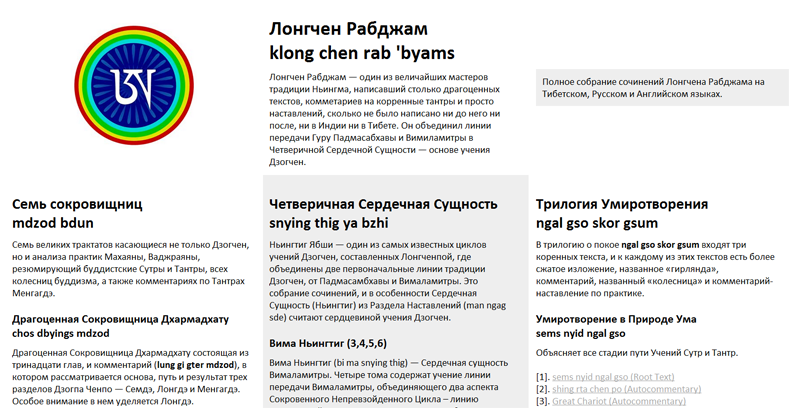 ༀ
Лонгчен Рабджам
klong chen rab 'byams
Лонгчен Рабджам — один из величайших мастеров
традиции Ньингма, написавший столько драгоценных
текстов, комметариев на корренные тантры и просто
наставлений, сколько не было написано ни до него ни
после, ни в Индии ни в Тибете. Он объединил линии
передачи Гуру Падмасабхавы и Вималамитры в
Четверичной Сердечной Сущности — основе учения
Дзогчен.
Полное собрание сочинений Лонгчена Рабджама на
Тибетском, Русском и Английском языках.
Семь сокровищниц
mdzod bdun
Семь великих трактатов касающиеся не только Дзогчен,
но и анализа практик Махаяны, Ваджраяны,
резюмирующий буддистские Сутры и Тантры, всех
колесниц буддизма, а также комментариях по Тантрах
Менгагдэ.
Драгоценная Сокровищница Дхармадхату
chos dbyings mdzod
Драгоценная Сокровищница Дхармадхату состоящая из
тринадцати глав, и комментарий (lung gi gter mdzod), в
котором рассматривается основа, путь и результат трех
разделов Дзогпа Ченпо — Семдэ, Лонгдэ и Менгагдэ.
Особое внимание в нем уделяется Лонгдэ.
Четверичная Сердечная Сущность
snying thig ya bzhi
Ньингтиг Ябши — один из самых известных циклов
учений Дзогчен, составленных Лонгченпой, где
объединены две первоначальные линии традиции
Дзогчен, от Падмасамбхавы и Вималамитры. Это
собрание сочинений, и в особенности Сердечная
Сущность (Ньингтиг) из Раздела Наставлений (man ngag
sde) считают сердцевиной учения Дзогчен.
Вима Ньингтиг (3,4,5,6)
Вима Ньингтиг (bi ma snying thig) — Сердечная сущность
Вималамитры. Четыре тома содержат учение линии
передачи Вималамитры, объединяющего два аспекта
Сокровенного Непревзойденного Цикла – линию
Трилогия Умиротворения
ngal gso skor gsum
В трилогию о покое ngal gso skor gsum входят три
коренных текста, и к каждому из этих текстов есть более
сжатое изложение, названное «гирлянда»,
комментарий, названный «колесница» и комментарий-
наставление по практике.
Умиротворение в Природе Ума
sems nyid ngal gso
Объясняет все стадии пути Учений Сутр и Тантр.
[1]. sems nyid ngal gso (Root Text)
[2]. shing rta chen po (Autocommentary)
[3]. Great Chariot (Autocommentary)